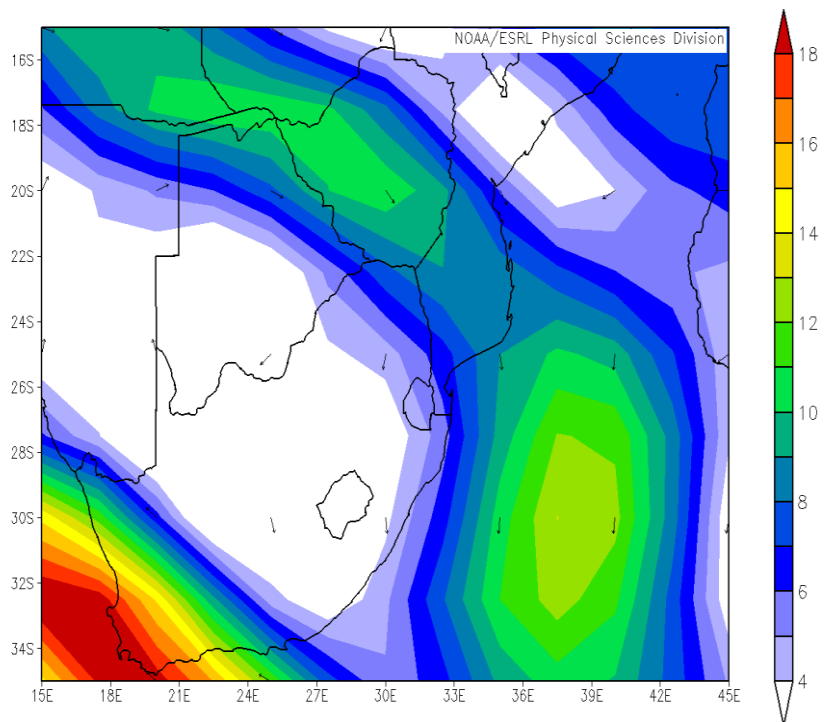 NOAA/ESRL Physical Sciences Division
16S
18S
20S
22S
24S
26S
28S
30S
32S
34S
15E 18E 21E 24E 27E 30E 33E 36E 39E 42E 45E
18
16
14
12
10
8
6
4